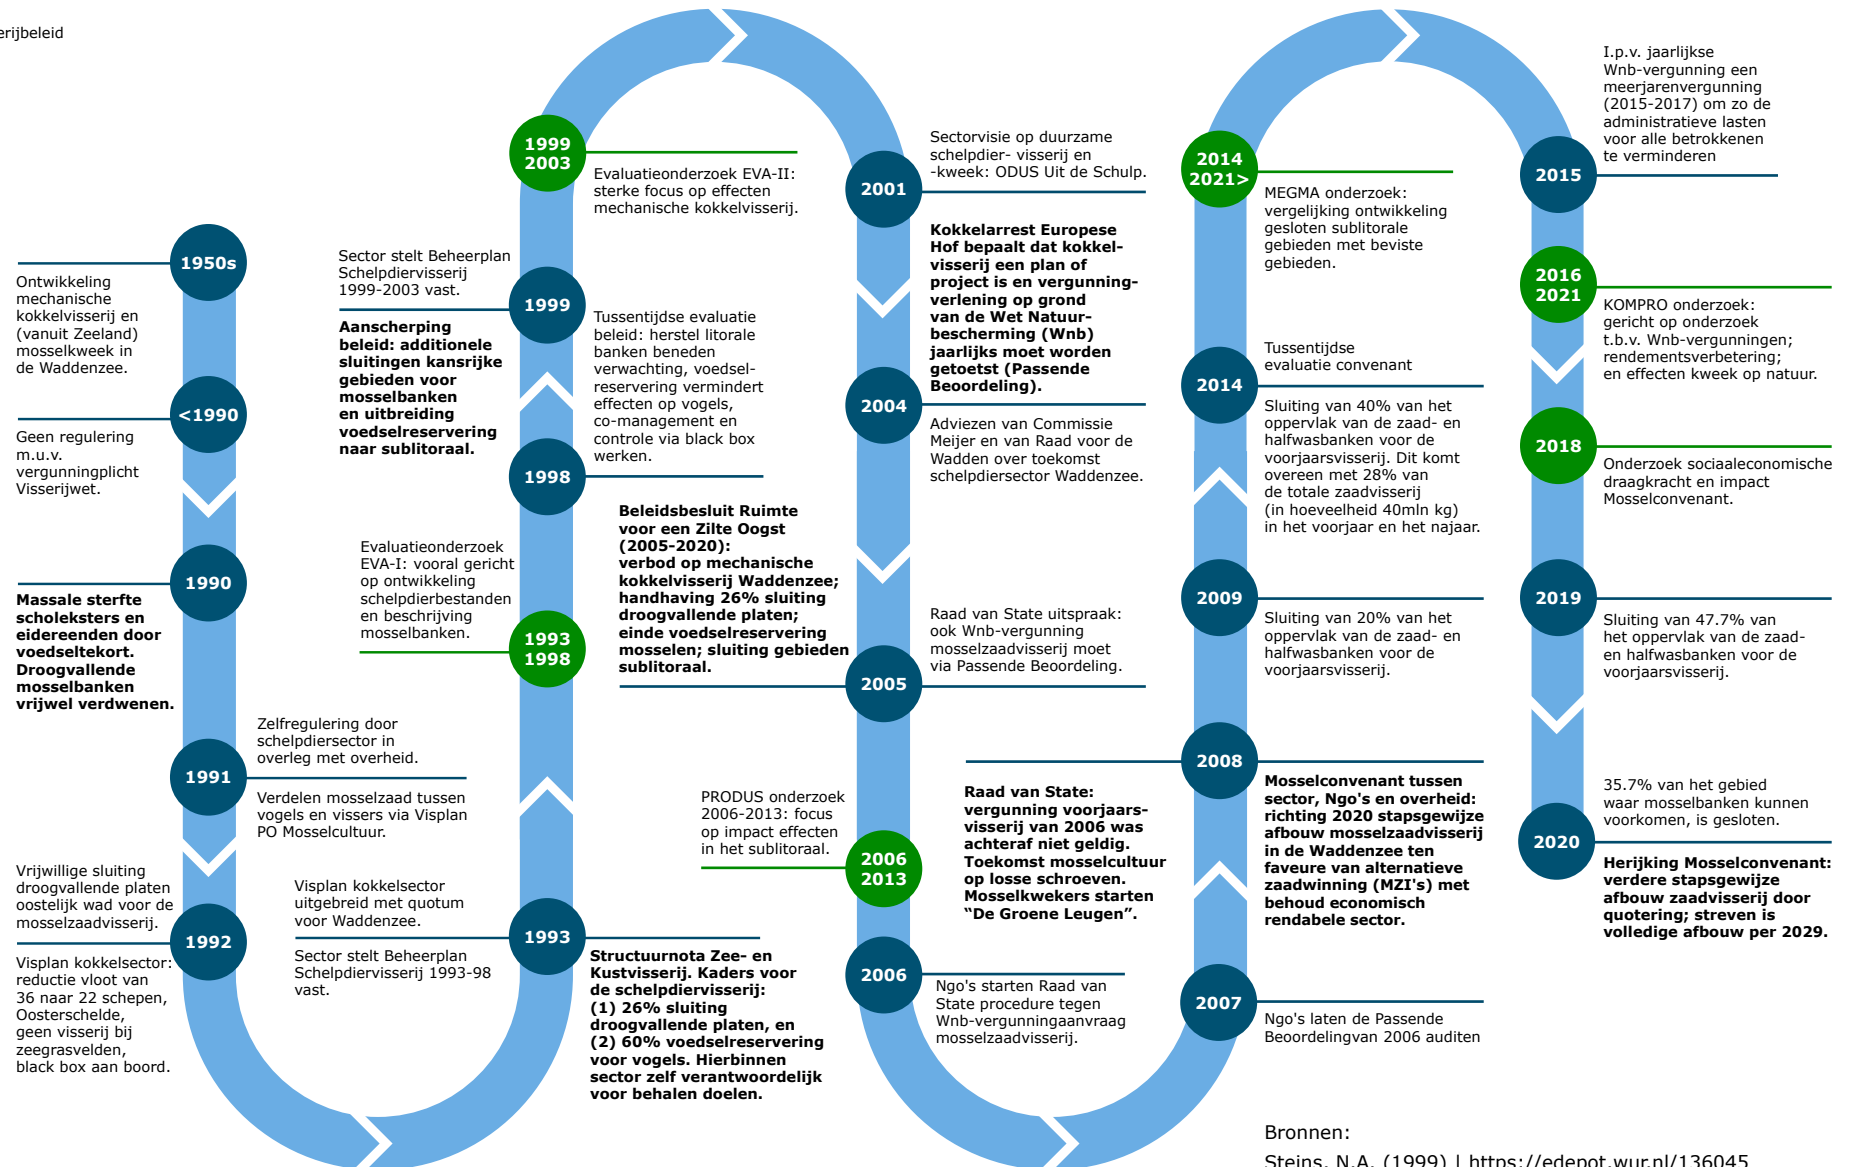 erijbeleid
1950s
Ontwikkeling
mechanische
kokkelvisserij en
(vanuit Zeeland)
mosselkweek in
de Waddenzee.
<1990
Geen regulering
m.u.v.
vergunningplicht
Visserijwet.
1990
Massale sterfte
scholeksters en
eidereenden door
voedseltekort.
Droogvallende
mosselbanken
vrijwel verdwenen.
1991
Zelfregulering door
schelpdiersector in
overleg met overheid.
Verdelen mosselzaad tussen
vogels en vissers via Visplan
PO Mosselcultuur.
Vrijwillige sluiting
droogvallende platen
oostelijk wad voor de
mosselzaadvisserij.
1992
Visplan kokkelsector:
reductie vloot van
36 naar 22 schepen,
Oosterschelde,
geen visserij bij
zeegrasvelden,
black box aan boord.
Visplan kokkelsector
uitgebreid met quotum
voor Waddenzee.
1993
Sector stelt Beheerplan
Schelpdiervisserij 1993-98
vast.
Structuurnota Zee- en
Kustvisserij. Kaders voor
de schelpdiervisserij:
(1) 26% sluiting
droogvallende platen, en
(2) 60% voedselreservering
voor vogels. Hierbinnen
sector zelf verantwoordelijk
voor behalen doelen.
Evaluatieonderzoek
EVA-I: vooral gericht
op ontwikkeling
schelpdierbestanden
en beschrijving
mosselbanken.
1993
1998
1998
Tussentijdse evaluatie
beleid: herstel litorale
banken beneden
verwachting, voedsel-
reservering vermindert
effecten op vogels,
co-management en
controle via black box
werken.
Sector stelt Beheerplan
Schelpdiervisserij
1999-2003 vast.
1999
Aanscherping
beleid: additionele
sluitingen kansrijke
gebieden voor
mosselbanken
en uitbreiding
voedselreservering
naar sublitoraal.
1999
2003
Evaluatieonderzoek EVA-II:
sterke focus op effecten
mechanische kokkelvisserij.
2001
Sectorvisie op duurzame
schelpdier- visserij en
-kweek: ODUS Uit de Schulp.
Kokkelarrest Europese
Hof bepaalt dat kokkel-
visserij een plan of
project is en vergunning-
verlening op grond
van de Wet Natuur-
bescherming (Wnb)
jaarlijks moet worden
getoetst (Passende
Beoordeling).
2004
Adviezen van Commissie
Meijer en van Raad voor de
Wadden over toekomst
schelpdiersector Waddenzee.
Beleidsbesluit Ruimte
voor een Zilte Oogst
(2005-2020):
verbod op mechanische
kokkelvisserij Waddenzee;
handhaving 26% sluiting
droogvallende platen;
einde voedselreservering
mosselen; sluiting gebieden
sublitoraal.
2005
Raad van State uitspraak:
ook Wnb-vergunning
mosselzaadvisserij moet
via Passende Beoordeling.
PRODUS onderzoek
2006-2013: focus
op impact effecten
in het sublitoraal.
2006
2013
2006
Ngo's starten Raad van
State procedure tegen
Wnb-vergunningaanvraag
mosselzaadvisserij.
2007
Ngo's laten de Passende
Beoordelingvan 2006 auditen
Raad van State:
vergunning voorjaars-
visserij van 2006 was
achteraf niet geldig.
Toekomst mosselcultuur
op losse schroeven.
Mosselkwekers starten
“De Groene Leugen”.
2008
Mosselconvenant tussen
sector, Ngo's en overheid:
richting 2020 stapsgewijze
afbouw mosselzaadvisserij
in de Waddenzee ten
faveure van alternatieve
zaadwinning (MZI's) met
behoud economisch
rendabele sector.
2009
Sluiting van 20% van het
oppervlak van de zaad- en
halfwasbanken voor de
voorjaarsvisserij.
2014
Tussentijdse
evaluatie convenant
Sluiting van 40% van het
oppervlak van de zaad- en
halfwasbanken voor de
voorjaarsvisserij. Dit komt
overeen met 28% van
de totale zaadvisserij
(in hoeveelheid 40mln kg)
in het voorjaar en het najaar.
2014
2021>
MEGMA onderzoek:
vergelijking ontwikkeling
gesloten sublitorale
gebieden met beviste
gebieden.
I.p.v. jaarlijkse
Wnb-vergunning een
meerjarenvergunning
(2015-2017) om zo de
administratieve lasten
voor alle betrokkenen
te verminderen
2015
2016
2021
KOMPRO onderzoek:
gericht op onderzoek
t.b.v. Wnb-vergunningen;
rendementsverbetering;
en effecten kweek op natuur.
2018
Onderzoek sociaaleconomische
draagkracht en impact
Mosselconvenant.
2019
Sluiting van 47.7% van
het oppervlak van de zaad-
en halfwasbanken voor de
voorjaarsvisserij.
35.7% van het gebied
waar mosselbanken kunnen
voorkomen, is gesloten.
2020
Herijking Mosselconvenant:
verdere stapsgewijze
afbouw zaadvisserij door
quotering; streven is
volledige afbouw per 2029.
Bronnen:
Steins, N.A. (1999) | https://edepot.wur.nl/136045